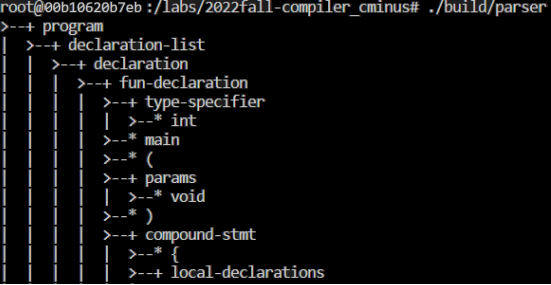 root@00b10620b7eb:/labs/2022fall-compiler_cminus# ./build/parser
>--+ program
|  >--+ declaration-list
|  |  >--+ declaration
|  |  |  >--+ fun-declaration
|  |  |  |  >--+ type-specifier
|  |  |  |  |  >--* int
|  |  |  |  >--* main
|  |  |  |  >--* (
|  |  |  |  >--+ params
|  |  |  |  |  >--* void
|  |  |  |  >--* )
|  |  |  |  >--+ compound-stmt
|  |  |  |  |  >--* {
|  |  |  |  |  >--+ local-declarations